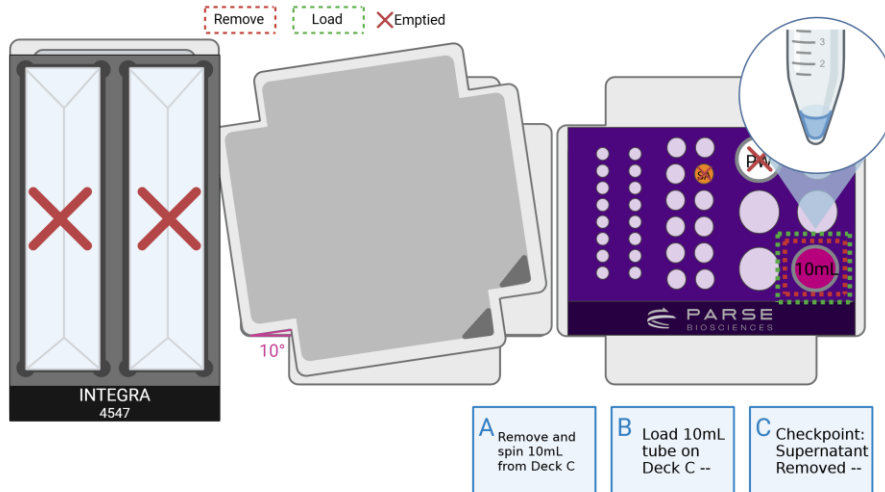 Remove
Load
Emptied
3
2
PW
SA
10mL
PARSE
BIOSCIENCES
10°
INTEGRA
4547
A Remove and
spin 10mL
from Deck C
B Load 10mL
tube on
Deck C --
C Checkpoint:
Supernatant
Removed --